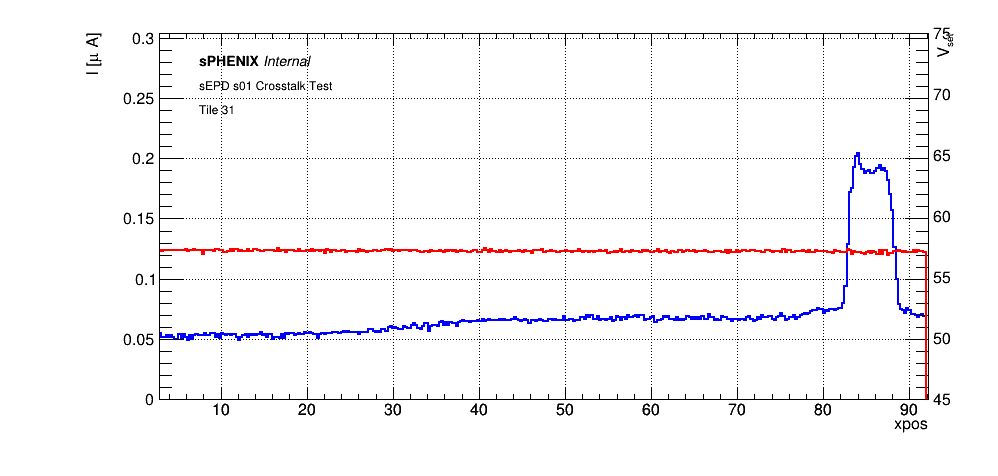 I [μ A]
0.3
0.25
0.2
0.15
0.1
0.05
0
sPHENIX Internal
sEPD s01 Crosstalk Test
Tile 31
75
70
65
60
55
50
45
Vset
10 20 30 40 50 60 70 80 90
xpos